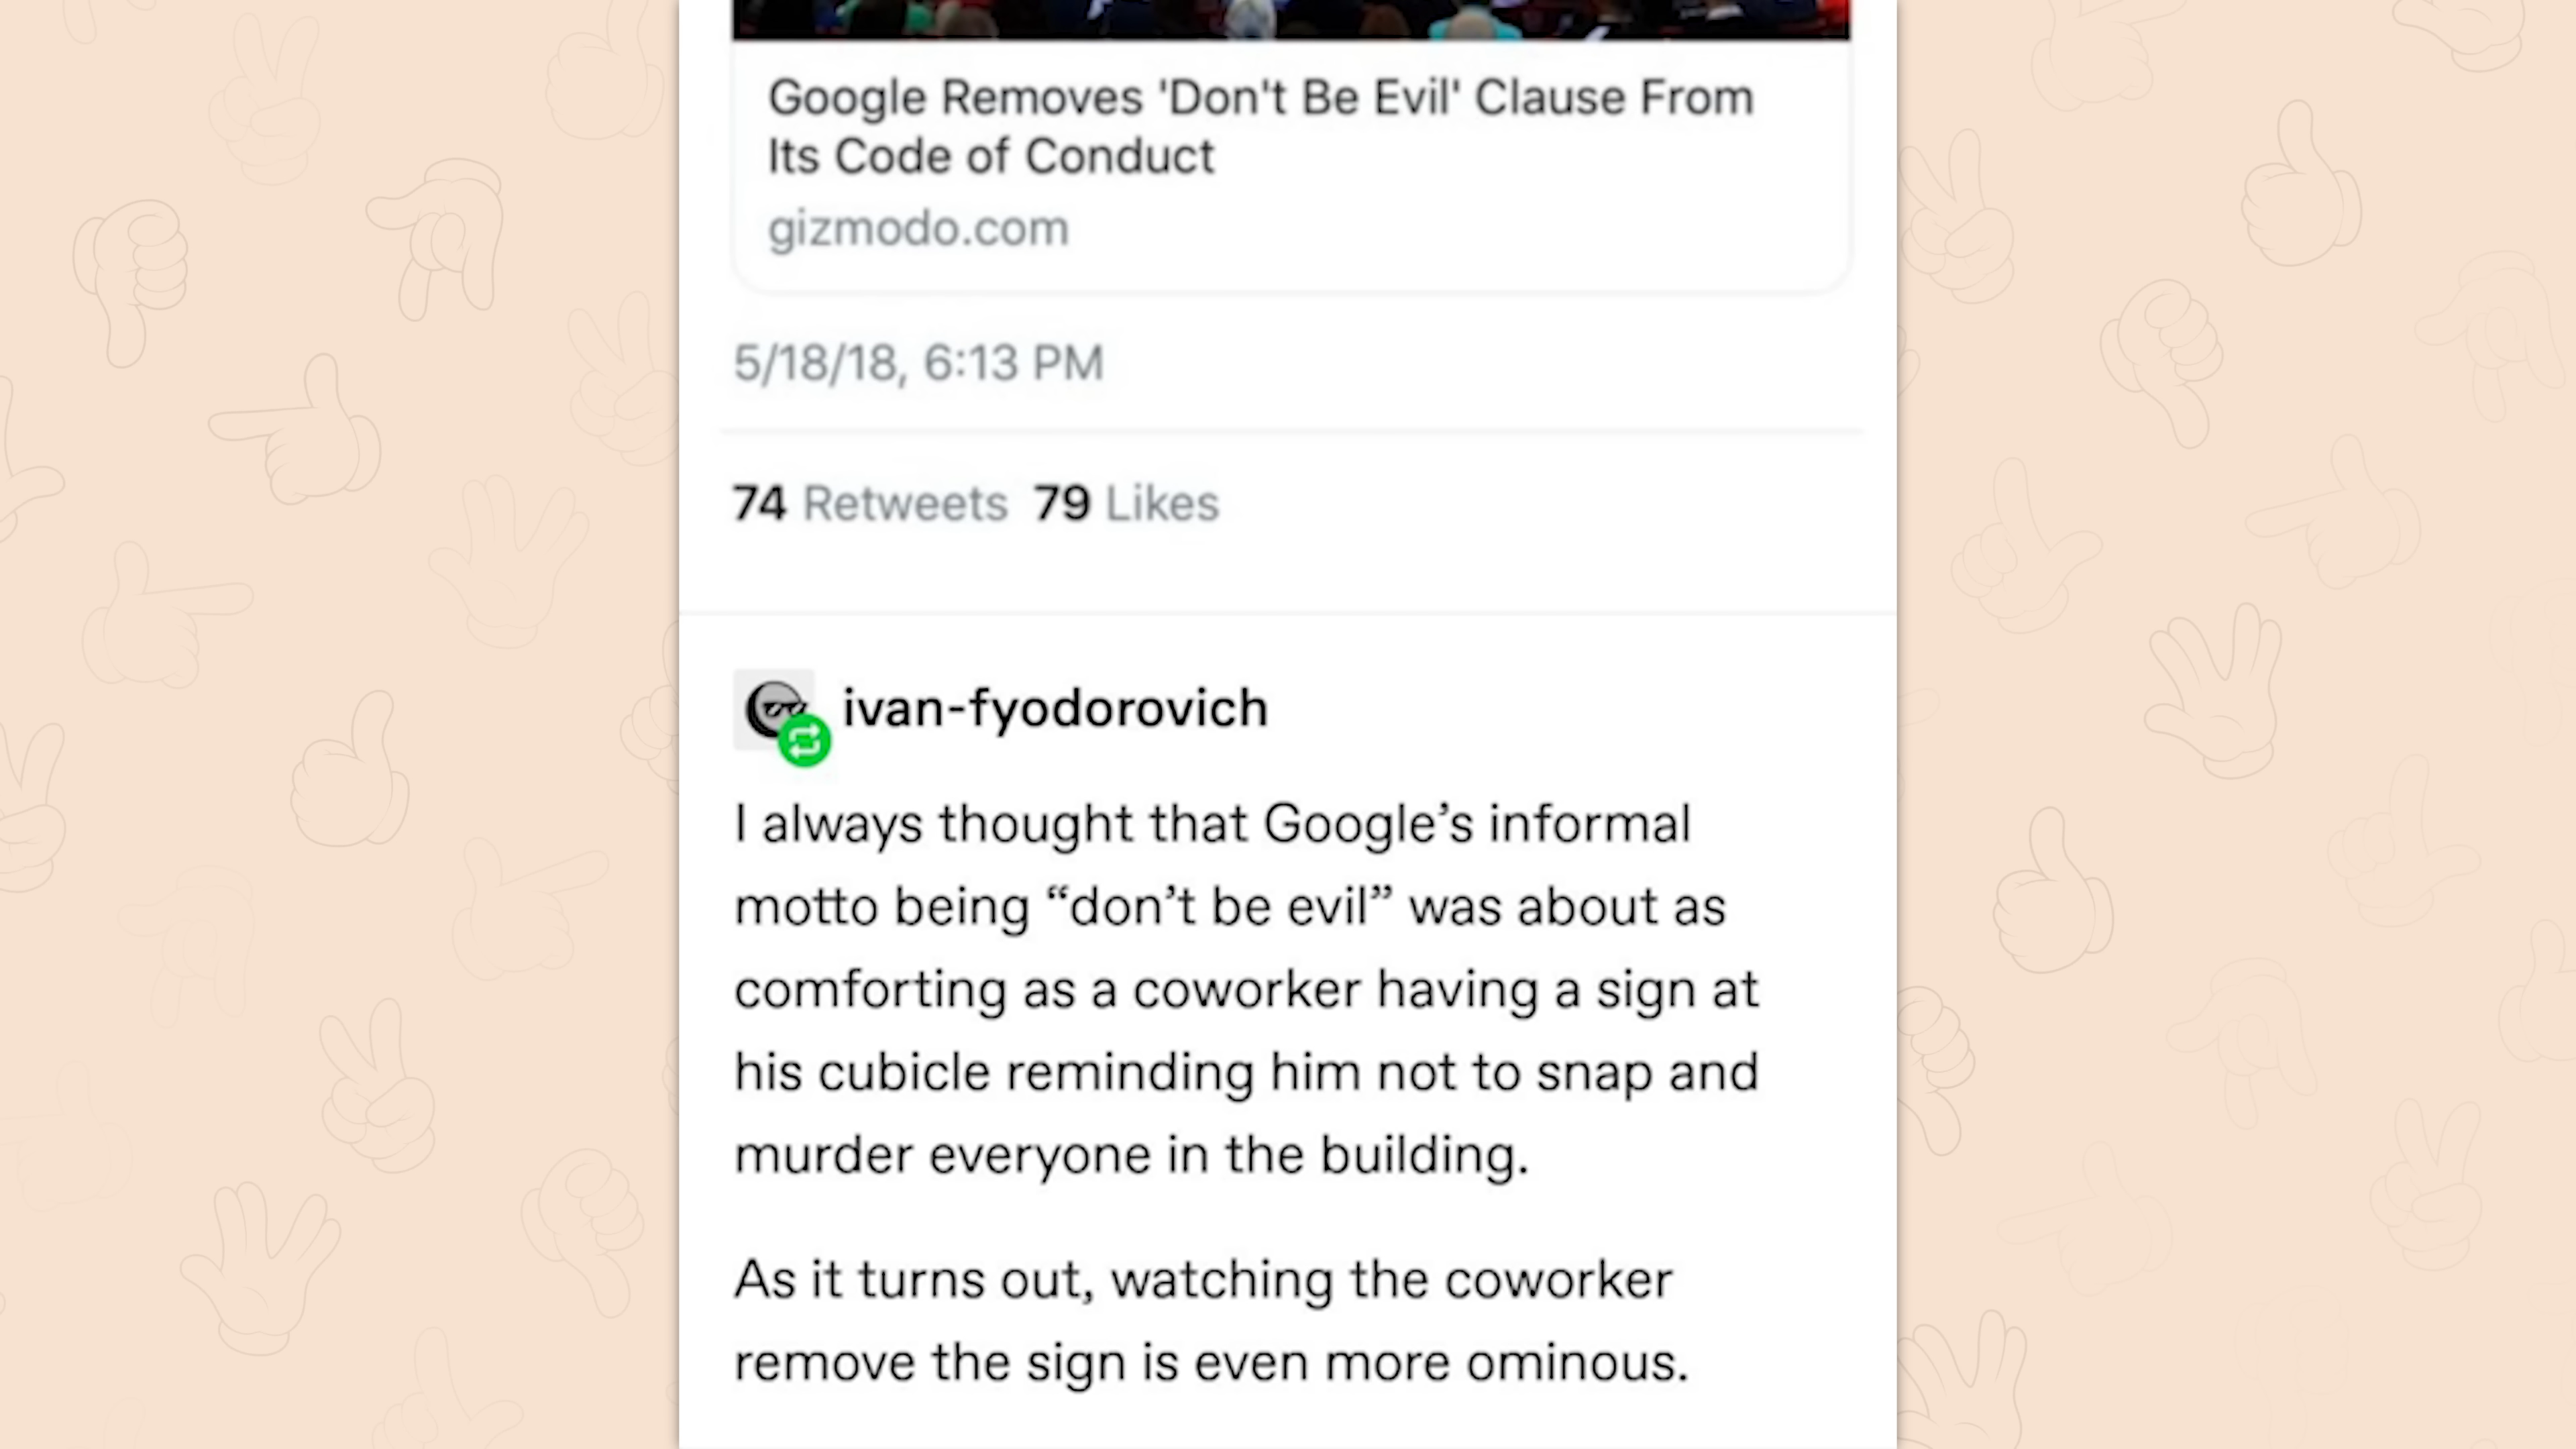 Google Removes 'Don't Be Evil' Clause From
Its Code of Conduct
gizmodo.com
5/18/18, 6:13 PM
74 Retweets 79 Likes
ivan-fyodorovich
I always thought that Google’s informal
motto being “don’t be evil” was about as
comforting as a coworker having a sign at
his cubicle reminding him not to snap and
murder everyone in the building.
As it turns out, watching the coworker
remove the sign is even more ominous.